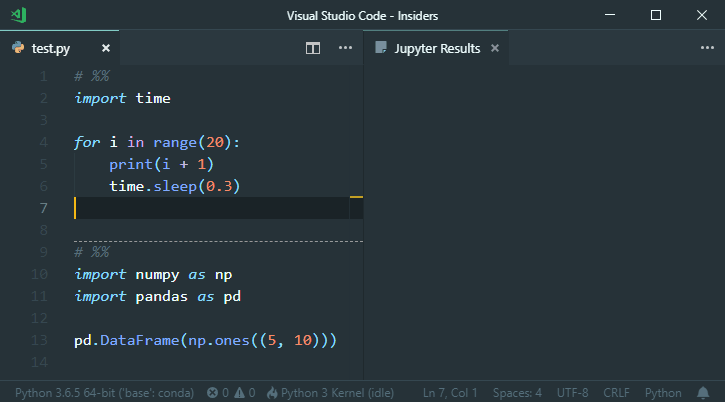 Visual Studio Code - Insiders
test.py
Jupyter Results
1 # %%
2 import time
3
4 for i in range(20):
5 print(i + 1)
6 time.sleep(0.3)
7
8
9 # %%
10 import numpy as np
11 import pandas as pd
12
13 pd.DataFrame(np.ones((5, 10)))
14
Python 3.6.5 64-bit ('base': conda) 0 0 Python 3 Kernel (idle) Ln 7, Col 1 Spaces: 4 UTF-8 CRLF Python